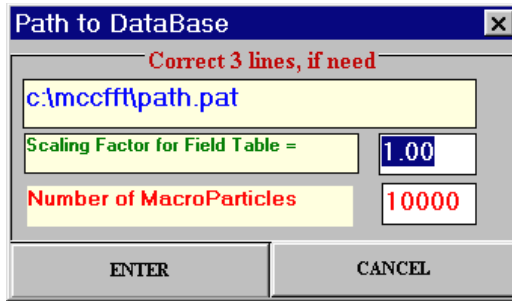 Path to DataBase
Correct 3 lines, if need
c:\mccfft\path.pat
Scaling Factor for Field Table =
1.00
Number of MacroParticles
10000
ENTER
CANCEL